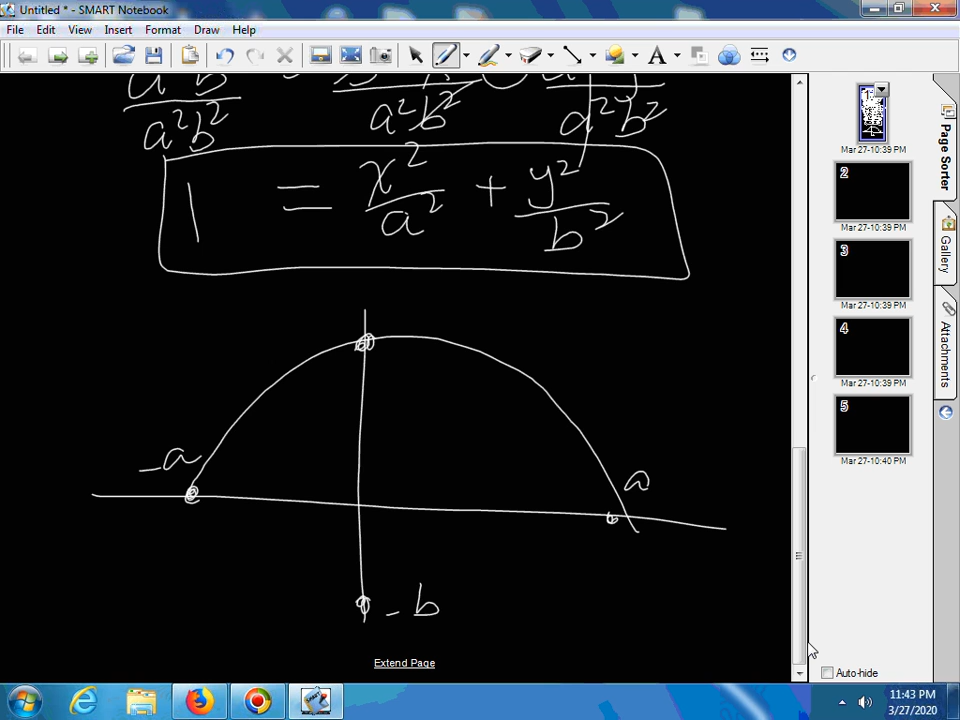 Untitled * - SMART Notebook
File Edit View Insert Format Draw Help
a²b² a²b² a²b²
1 = x²/a² + y²/b²
-a
a
-b
Extend Page
1
Mar 27-10:39 PM
2
Mar 27-10:39 PM
3
Mar 27-10:39 PM
4
Mar 27-10:39 PM
5
Mar 27-10:40 PM
Page Sorter
Gallery
Attachments
Auto-hide
11:43 PM
3/27/2020